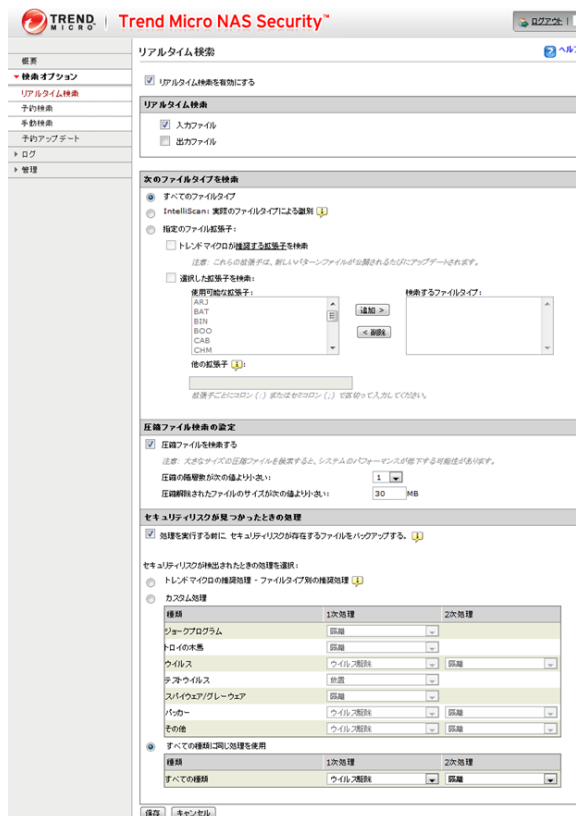 TREND MICRO
Trend Micro NAS Security™
ログアウト
リアルタイム検索
ヘルプ
概要
検索オプション
リアルタイム検索
予約検索
手動検索
予約アップデート
ログ
管理
リアルタイム検索を有効にする
リアルタイム検索
入力ファイル
出力ファイル
次のファイルタイプを検索
すべてのファイルタイプ
IntelliScan: 実際のファイルタイプによる識別
指定のファイル拡張子:
トレンドマイクロが推奨する拡張子を検索
注意: これらの拡張子は、新しいパターンファイルが公開されるたびにアップデートされます。
選択した拡張子を検索:
使用可能な拡張子:
検索するファイルタイプ:
ARJ
BAT
BIN
BOO
CAB
CHM
追加 >
< 削除
他の拡張子:
拡張子ごとにコロン (:) またはセミコロン (;) で区切って入力してください。
圧縮ファイル検索の設定
圧縮ファイルを検索する
注意: 大きなサイズの圧縮ファイルを検索すると、システムのパフォーマンスが低下する可能性があります。
圧縮の階層数が次の値より小さい: 1
圧縮解除されたファイルのサイズが次の値より小さい: 30 MB
セキュリティリスクが見つかったときの処理
処理を実行する前に、セキュリティリスクが存在するファイルをバックアップする。
セキュリティリスクが検出されたときの処理を選択:
トレンドマイクロの推奨処理 - ファイルタイプ別の推奨処理
カスタム処理
種類 1次処理 2次処理
ジョークプログラム 隔離
トロイの木馬 隔離
ウイルス ウイルス駆除 隔離
テストウイルス 放置
スパイウェア/グレーウェア 隔離
パッカー ウイルス駆除 隔離
その他 ウイルス駆除 隔離
すべての種類に同じ処理を使用
種類 1次処理 2次処理
すべての種類 ウイルス駆除 隔離
保存 キャンセル